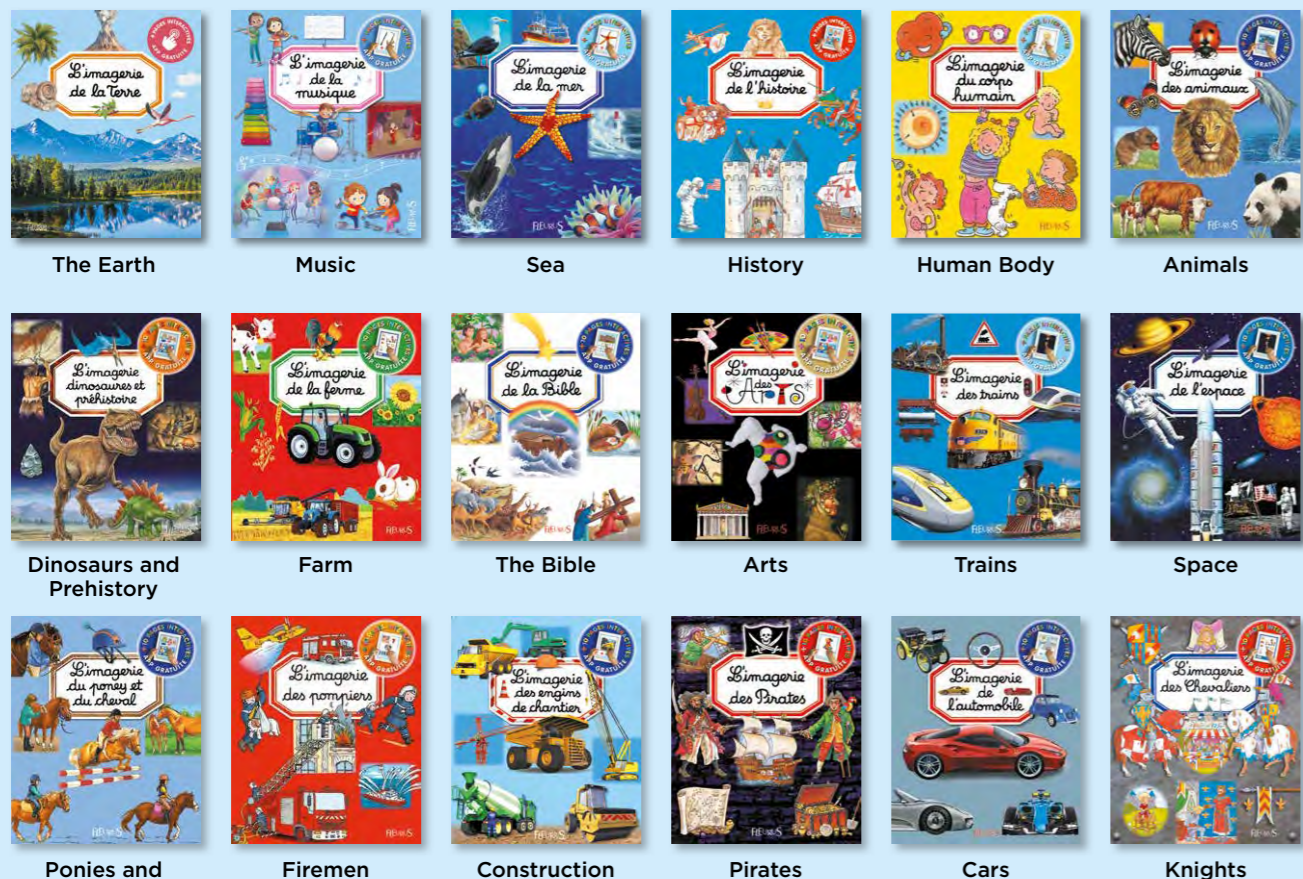 L'imagerie
de la Terre
L'imagerie
de la
musique
L'imagerie
de la mer
L'imagerie
de l'histoire
L'imagerie
du corps
humain
L'imagerie
des animaux
The Earth
Music
Sea
History
Human Body
Animals
L'imagerie
dinosaures et
préhistoire
L'imagerie
de la ferme
L'imagerie
de la Bible
L'imagerie
des
ARTS
L'imagerie
des trains
L'imagerie
de l'espace
Dinosaurs and
Prehistory
Farm
The Bible
Arts
Trains
Space
L'imagerie
du poney et
du cheval
L'imagerie
des pompiers
L'imagerie
des engins
de chantier
L'imagerie
des Pirates
L'imagerie
de
l'automobile
L'imagerie
des Chevaliers
Ponies and
Firemen
Construction
Pirates
Cars
Knights